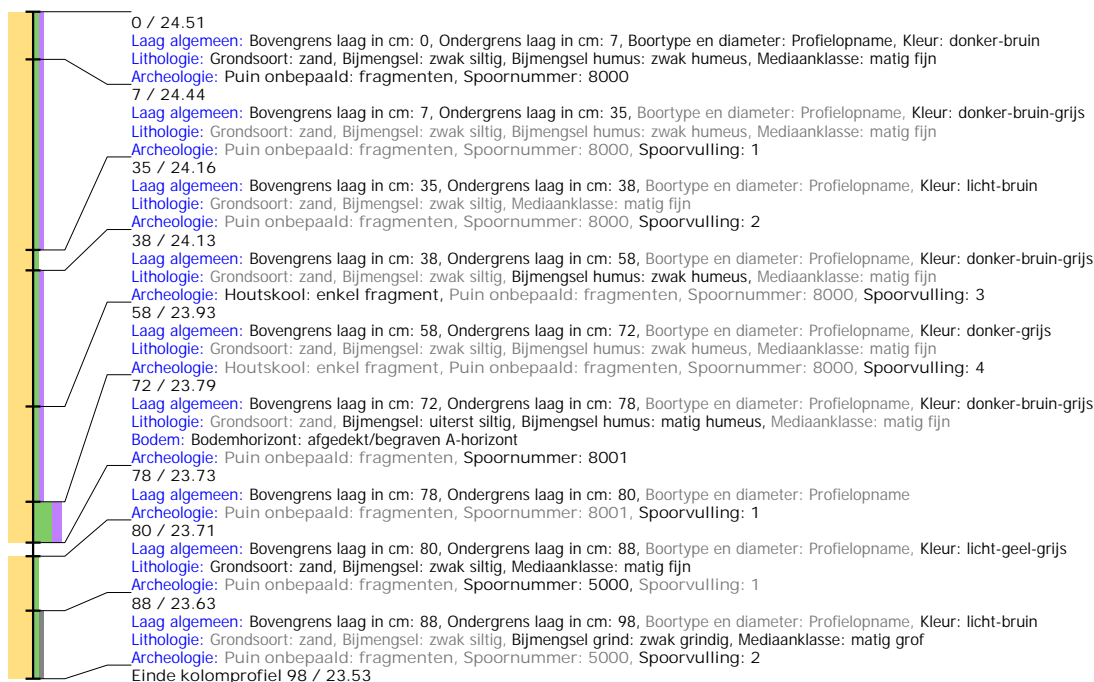 0 / 24.51
Laag algemeen: Bovengrens laag in cm: 0, Ondergrens laag in cm: 7, Boortype en diameter: Profielopname, Kleur: donker-bruin
Lithologie: Grondsoort: zand, Bijmengsel: zwak siltig, Bijmengsel humus: zwak humeus, Mediaanklasse: matig fijn
Archeologie: Puin onbepaald: fragmenten, Spoornummer: 8000
7 / 24.44
Laag algemeen: Bovengrens laag in cm: 7, Ondergrens laag in cm: 35, Boortype en diameter: Profielopname, Kleur: donker-bruin-grijs
Lithologie: Grondsoort: zand, Bijmengsel: zwak siltig, Bijmengsel humus: zwak humeus, Mediaanklasse: matig fijn
Archeologie: Puin onbepaald: fragmenten, Spoornummer: 8000, Spoorvulling: 1
35 / 24.16
Laag algemeen: Bovengrens laag in cm: 35, Ondergrens laag in cm: 38, Boortype en diameter: Profielopname, Kleur: licht-bruin
Lithologie: Grondsoort: zand, Bijmengsel: zwak siltig, Mediaanklasse: matig fijn
Archeologie: Puin onbepaald: fragmenten, Spoornummer: 8000, Spoorvulling: 2
38 / 24.13
Laag algemeen: Bovengrens laag in cm: 38, Ondergrens laag in cm: 58, Boortype en diameter: Profielopname, Kleur: donker-bruin-grijs
Lithologie: Grondsoort: zand, Bijmengsel: zwak siltig, Bijmengsel humus: zwak humeus, Mediaanklasse: matig fijn
Archeologie: Houtskool: enkel fragment, Puin onbepaald: fragmenten, Spoornummer: 8000, Spoorvulling: 3
58 / 23.93
Laag algemeen: Bovengrens laag in cm: 58, Ondergrens laag in cm: 72, Boortype en diameter: Profielopname, Kleur: donker-grijs
Lithologie: Grondsoort: zand, Bijmengsel: zwak siltig, Bijmengsel humus: zwak humeus, Mediaanklasse: matig fijn
Archeologie: Houtskool: enkel fragment, Puin onbepaald: fragmenten, Spoornummer: 8000, Spoorvulling: 4
72 / 23.79
Laag algemeen: Bovengrens laag in cm: 72, Ondergrens laag in cm: 78, Boortype en diameter: Profielopname, Kleur: donker-bruin-grijs
Lithologie: Grondsoort: zand, Bijmengsel: uiterst siltig, Bijmengsel humus: matig humeus, Mediaanklasse: matig fijn
Bodem: Bodemhorizont: afgedekt/begraven A-horizont
Archeologie: Puin onbepaald: fragmenten, Spoornummer: 8001
78 / 23.73
Laag algemeen: Bovengrens laag in cm: 78, Ondergrens laag in cm: 80, Boortype en diameter: Profielopname
Archeologie: Puin onbepaald: fragmenten, Spoornummer: 8001, Spoorvulling: 1
80 / 23.71
Laag algemeen: Bovengrens laag in cm: 80, Ondergrens laag in cm: 88, Boortype en diameter: Profielopname, Kleur: licht-geel-grijs
Lithologie: Grondsoort: zand, Bijmengsel: zwak siltig, Mediaanklasse: matig fijn
Archeologie: Puin onbepaald: fragmenten, Spoornummer: 5000, Spoorvulling: 1
88 / 23.63
Laag algemeen: Bovengrens laag in cm: 88, Ondergrens laag in cm: 98, Boortype en diameter: Profielopname, Kleur: licht-bruin
Lithologie: Grondsoort: zand, Bijmengsel: zwak siltig, Bijmengsel grind: zwak grindig, Mediaanklasse: matig grof
Archeologie: Puin onbepaald: fragmenten, Spoornummer: 5000, Spoorvulling: 2
Einde kolomprofiel 98 / 23.53